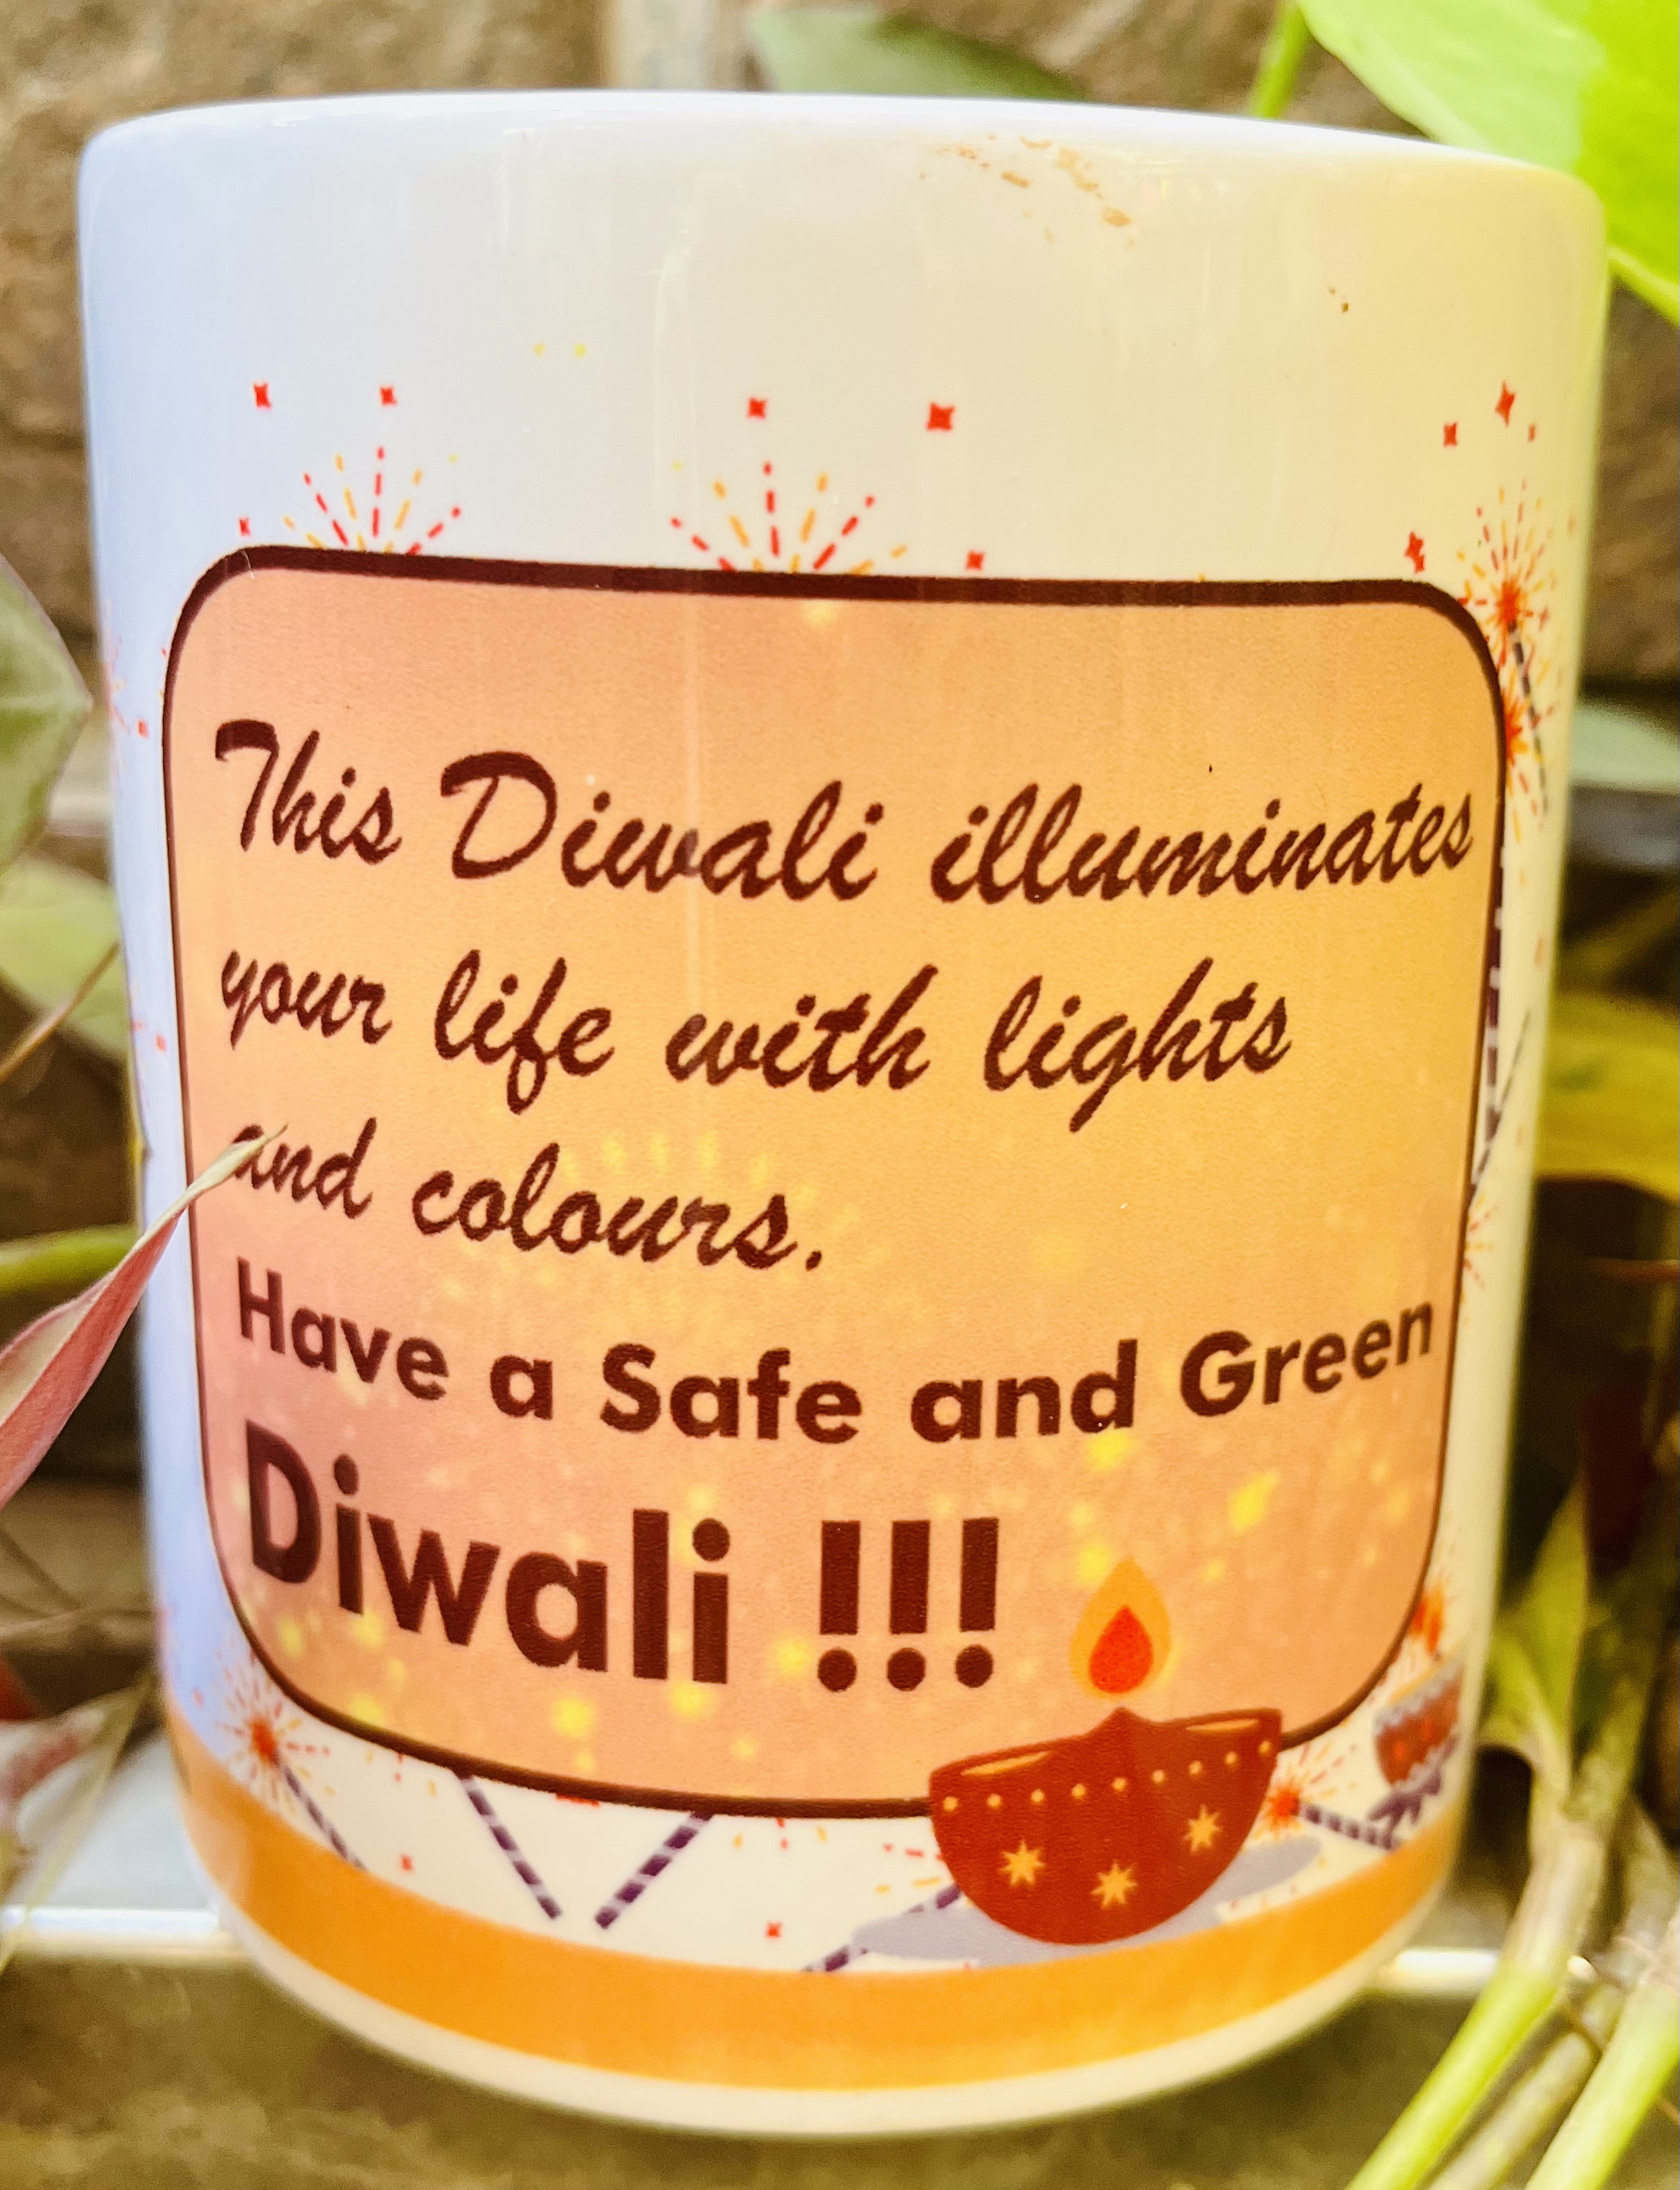 This Diwali illuminates
your life with lights
and colours.
Have a Safe and Green
Diwali !!!